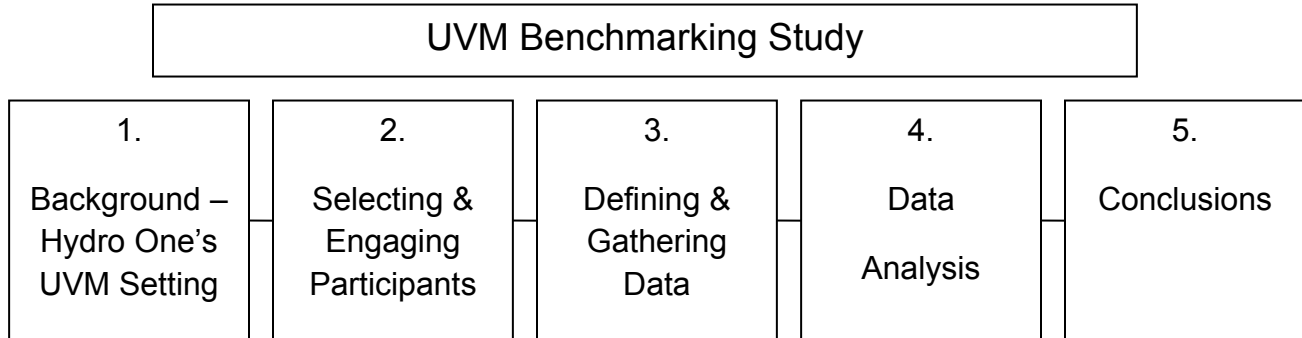 UVM Benchmarking Study
1.
Background –
Hydro One’s
UVM Setting
2.
Selecting &
Engaging
Participants
3.
Defining &
Gathering
Data
4.
Data
Analysis
5.
Conclusions